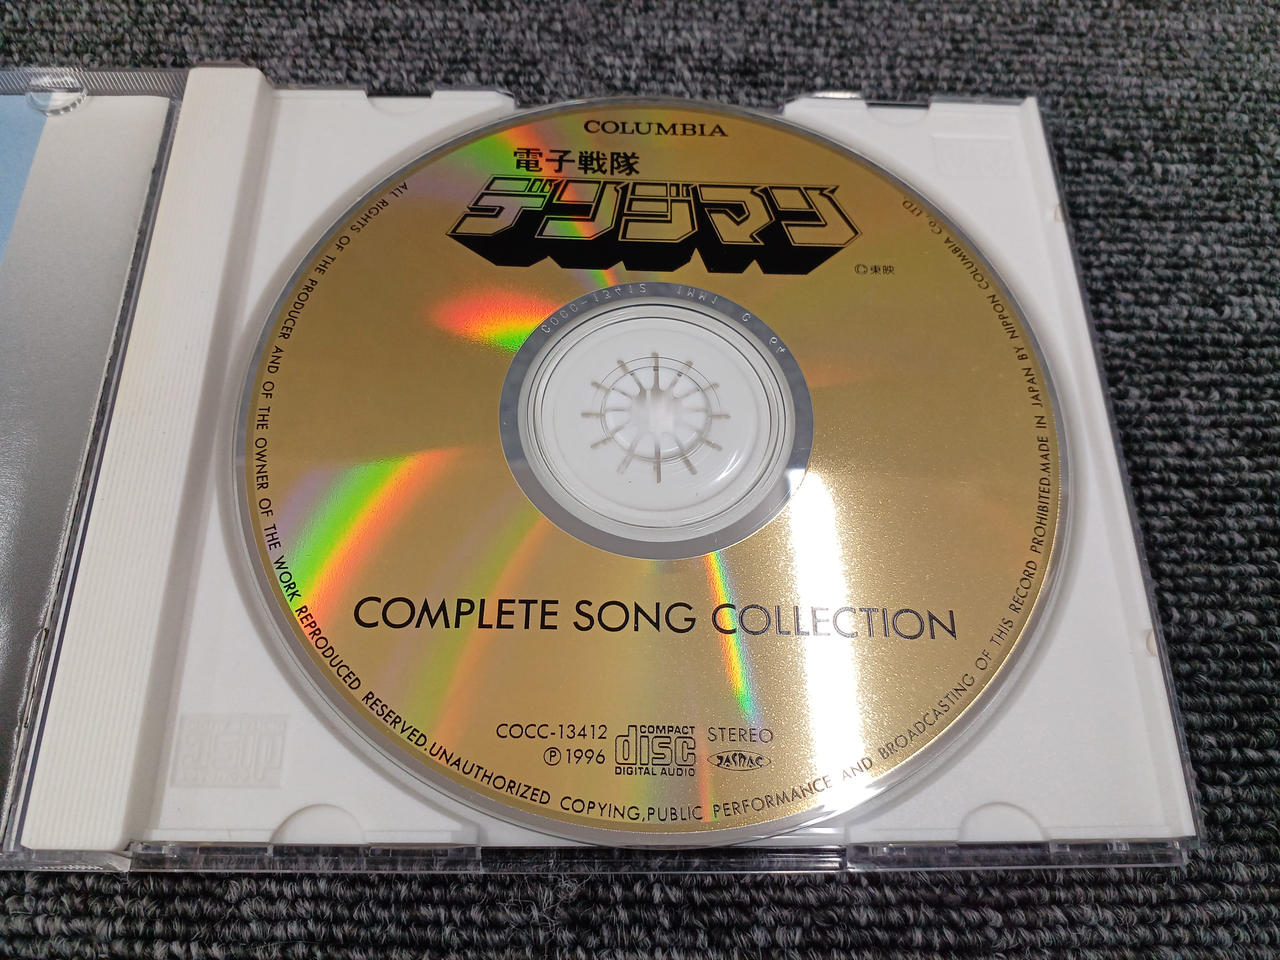 COLUMBIA
電子戦隊
デンジマン
©東映
COMPLETE SONG COLLECTION
COCC-13412
℗1996
COMPACT
disc
DIGITAL AUDIO
STEREO
JASRAC
ALL RIGHTS OF THE PRODUCER AND OF THE OWNER OF THE WORK REPRODUCED RESERVED.UNAUTHORIZED COPYING,PUBLIC PERFORMANCE AND BROADCASTING OF THIS RECORD PROHIBITED.MADE IN JAPAN BY NIPPON COLUMBIA CO., LTD.